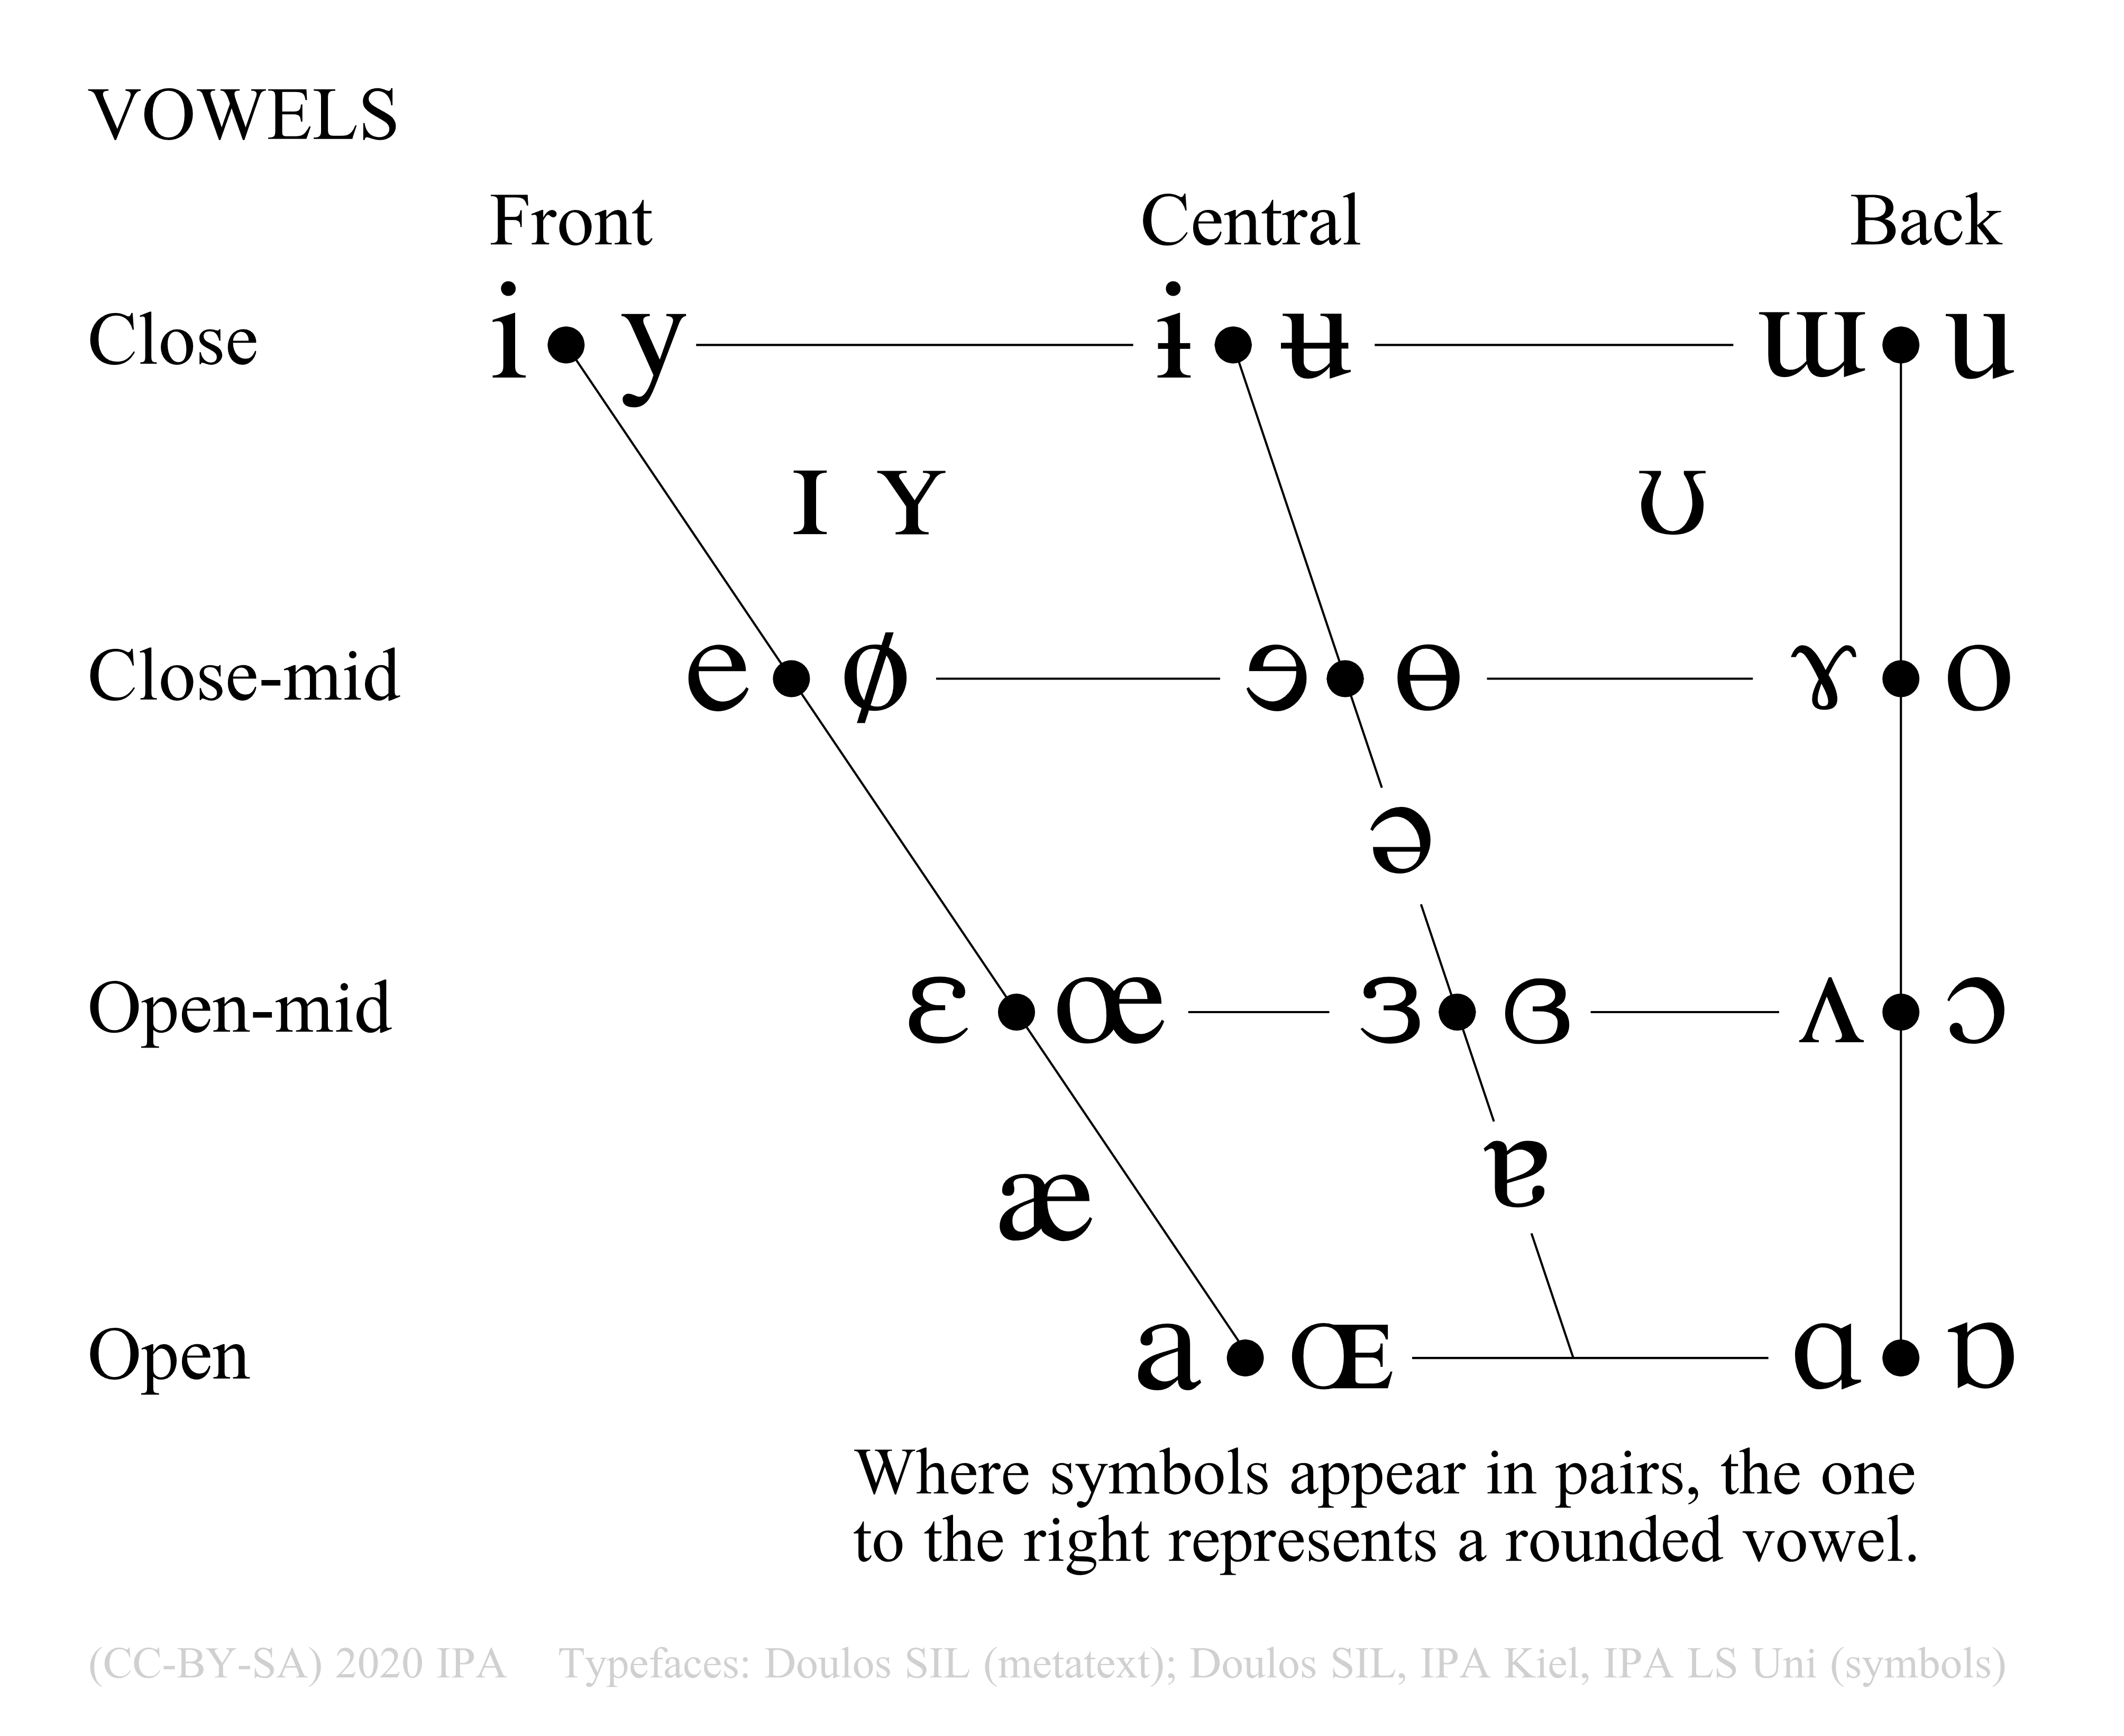 VOWELS
Front Central Back
Close i y ɨ ʉ ɯ u
ɪ ʏ ʊ
Close-mid e ø ɘ ɵ ɤ o
ə
Open-mid ɛ œ ɜ ɞ ʌ ɔ
æ ɐ
Open a ɶ ɑ ɒ
Where symbols appear in pairs, the one
to the right represents a rounded vowel.
(CC-BY-SA) 2020 IPA Typefaces: Doulos SIL (metatext); Doulos SIL, IPA Kiel, IPA LS Uni (symbols)